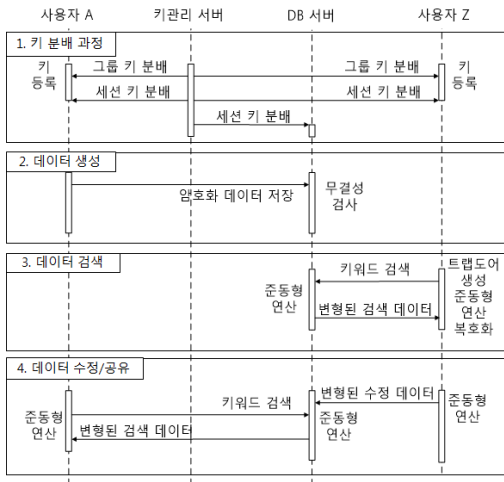 사용자 A 키관리 서버 DB 서버 사용자 Z
1. 키 분배 과정
키
등록
그룹 키 분배 그룹 키 분배
키
등록
세션 키 분배 세션 키 분배
세션 키 분배
2. 데이터 생성
암호화 데이터 저장
무결성
검사
3. 데이터 검색
키워드 검색
준동형
연산
변형된 검색 데이터
트랩도어
생성
준동형
연산
복호화
4. 데이터 수정/공유
변형된 수정 데이터
준동형
연산
키워드 검색
준동형
연산
변형된 검색 데이터
준동형
연산